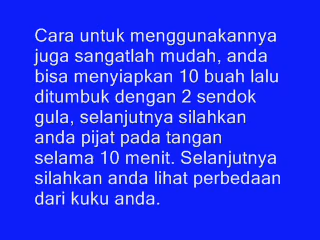 Cara untuk menggunakannya
juga sangatlah mudah, anda
bisa menyiapkan 10 buah lalu
ditumbuk dengan 2 sendok
gula, selanjutnya silahkan
anda pijat pada tangan
selama 10 menit. Selanjutnya
silahkan anda lihat perbedaan
dari kuku anda.